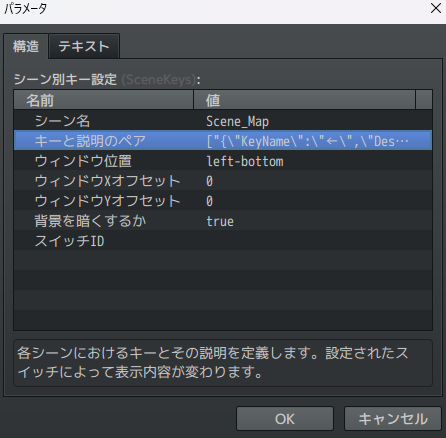 パラメータ
構造 テキスト
シーン別キー設定 (SceneKeys):
名前 値
シーン名 Scene_Map
キーと説明のペア ["{\"KeyName\":\"←\",\"Des…
ウィンドウ位置 left-bottom
ウィンドウXオフセット 0
ウィンドウYオフセット 0
背景を暗くするか true
スイッチID
各シーンにおけるキーとその説明を定義します。設定されたス
イッチによって表示内容が変わります。
OK キャンセル